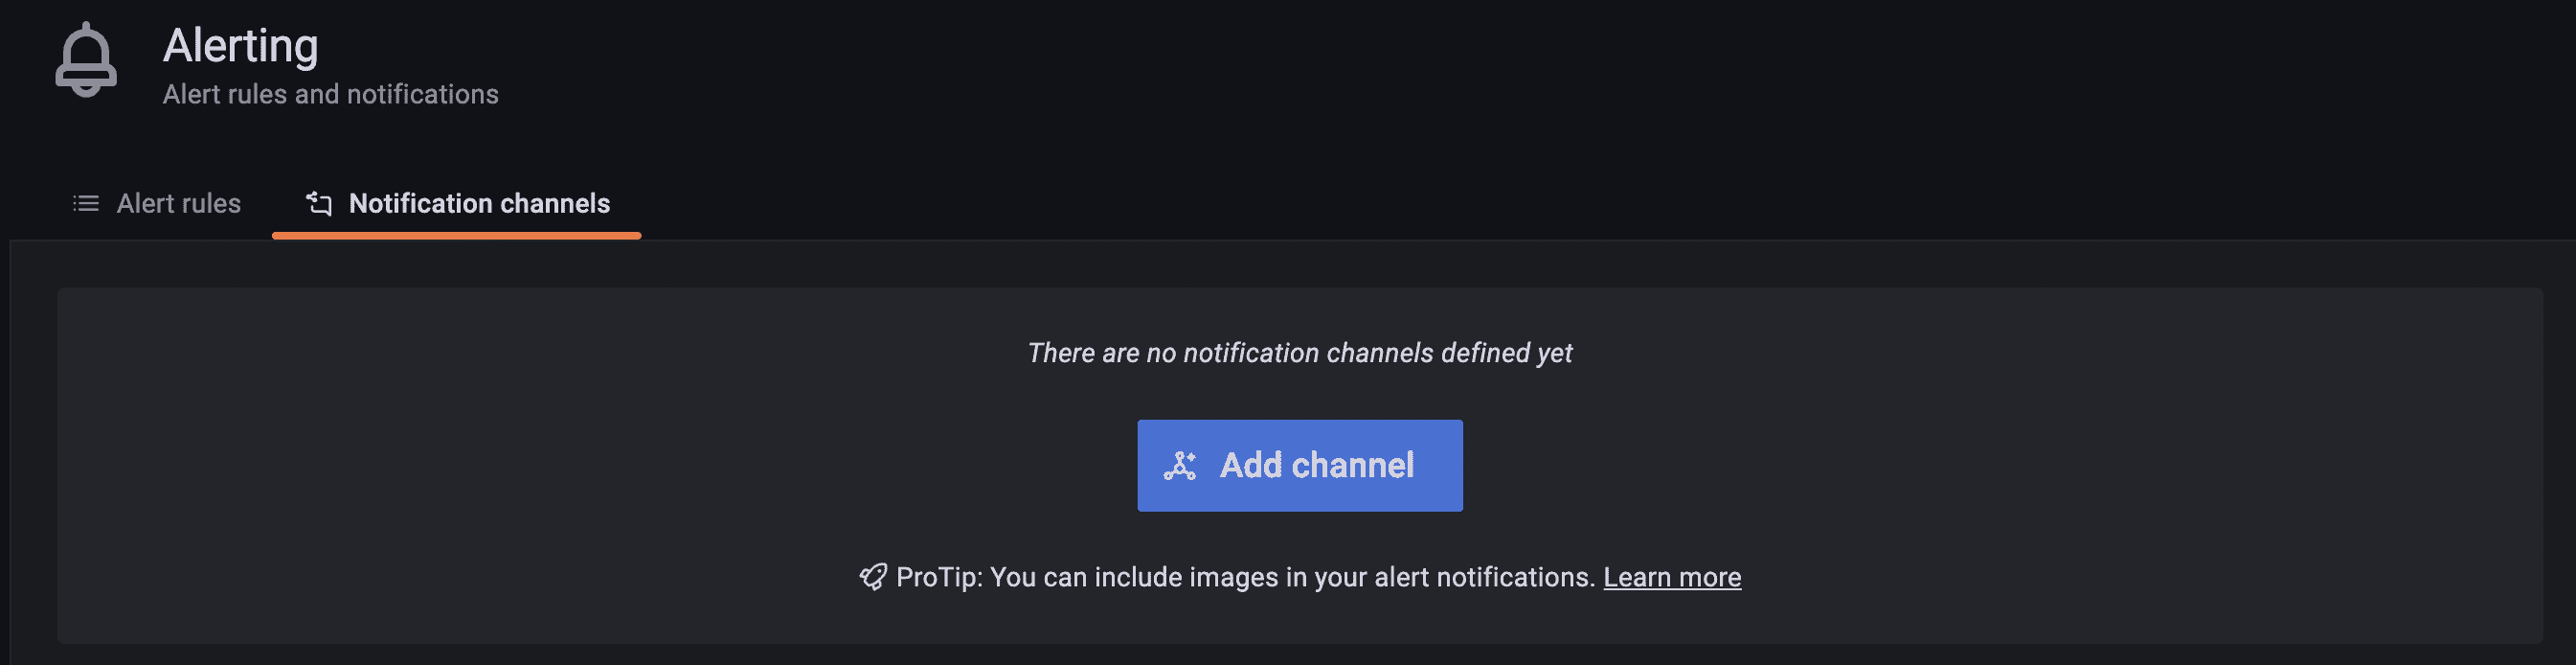 Alerting
Alert rules and notifications
Alert rules
Notification channels
There are no notification channels defined yet
Add channel
ProTip: You can include images in your alert notifications. Learn more